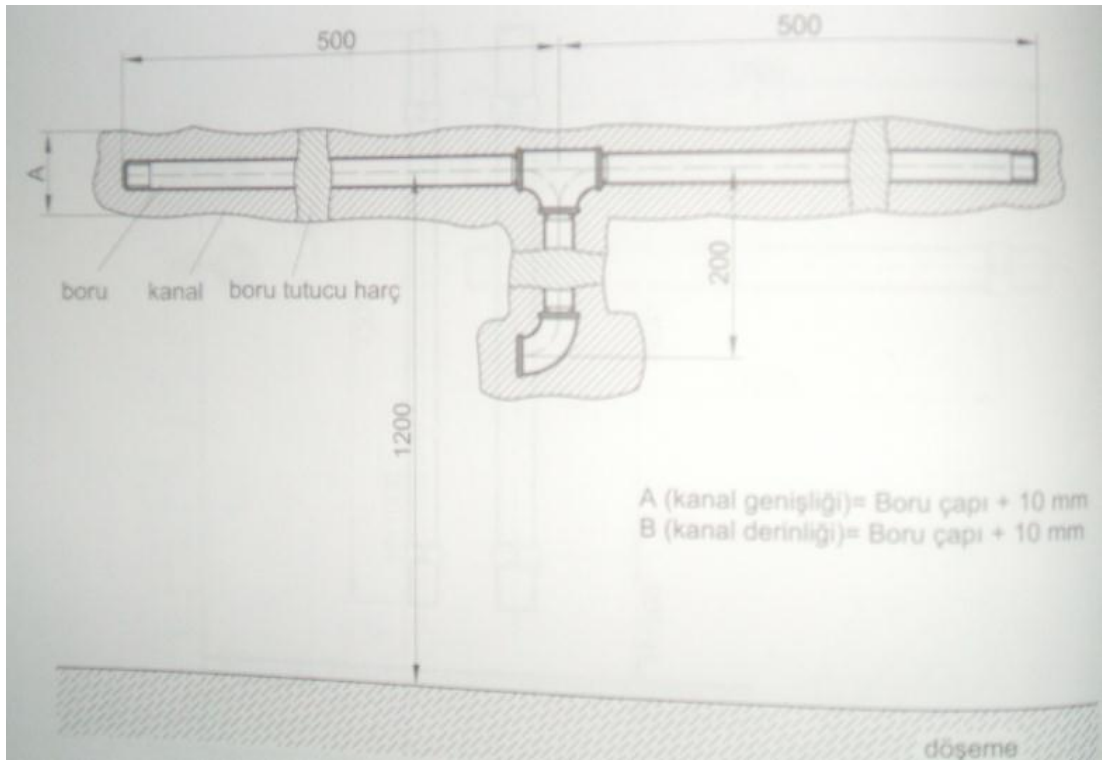 500
500
A
boru
kanal
boru tutucu harç
200
1200
A (kanal genişliği)= Boru çapı + 10 mm
B (kanal derinliği)= Boru çapı + 10 mm
döşeme